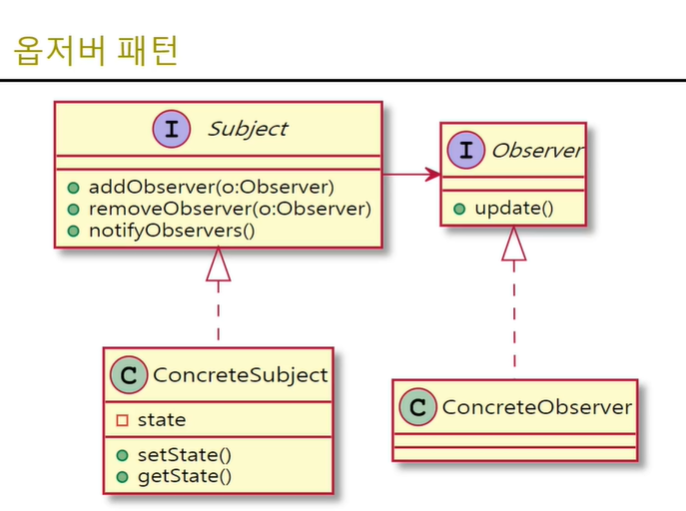 옵저버 패턴
I Subject
addObserver(o:Observer)
removeObserver(o:Observer)
notifyObservers()
I Observer
update()
C ConcreteSubject
state
setState()
getState()
C ConcreteObserver